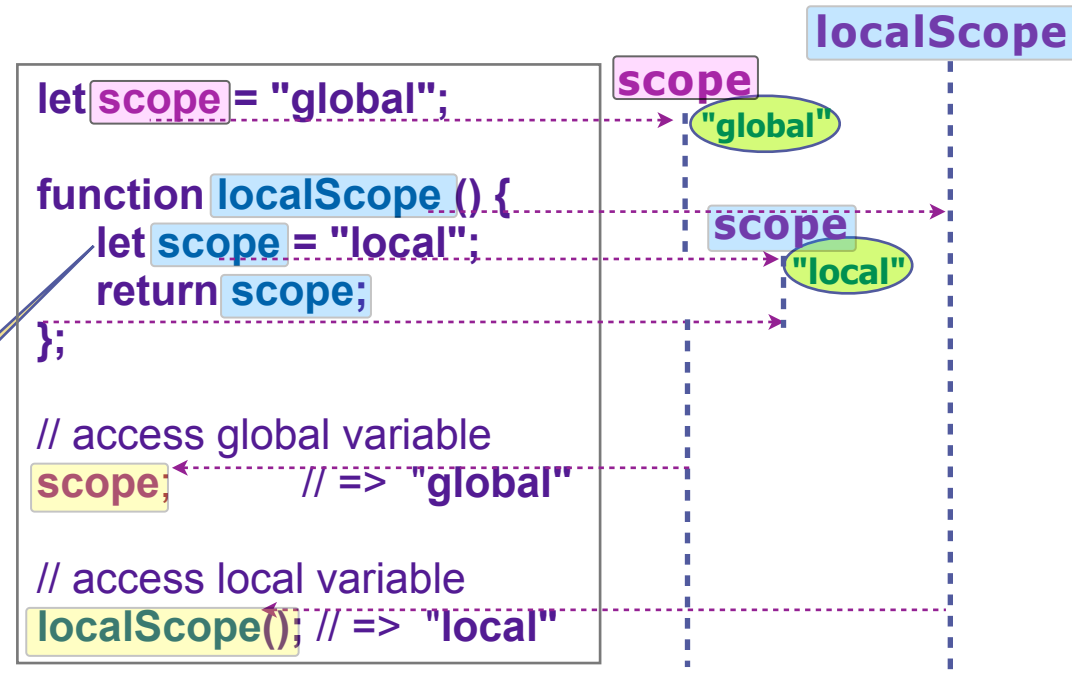 localScope
let scope = "global";
scope
"global"
function localScope () {
scope
let scope = "local";
"local"
return scope;
};
// access global variable
scope; // => "global"
// access local variable
localScope(); // => "local"